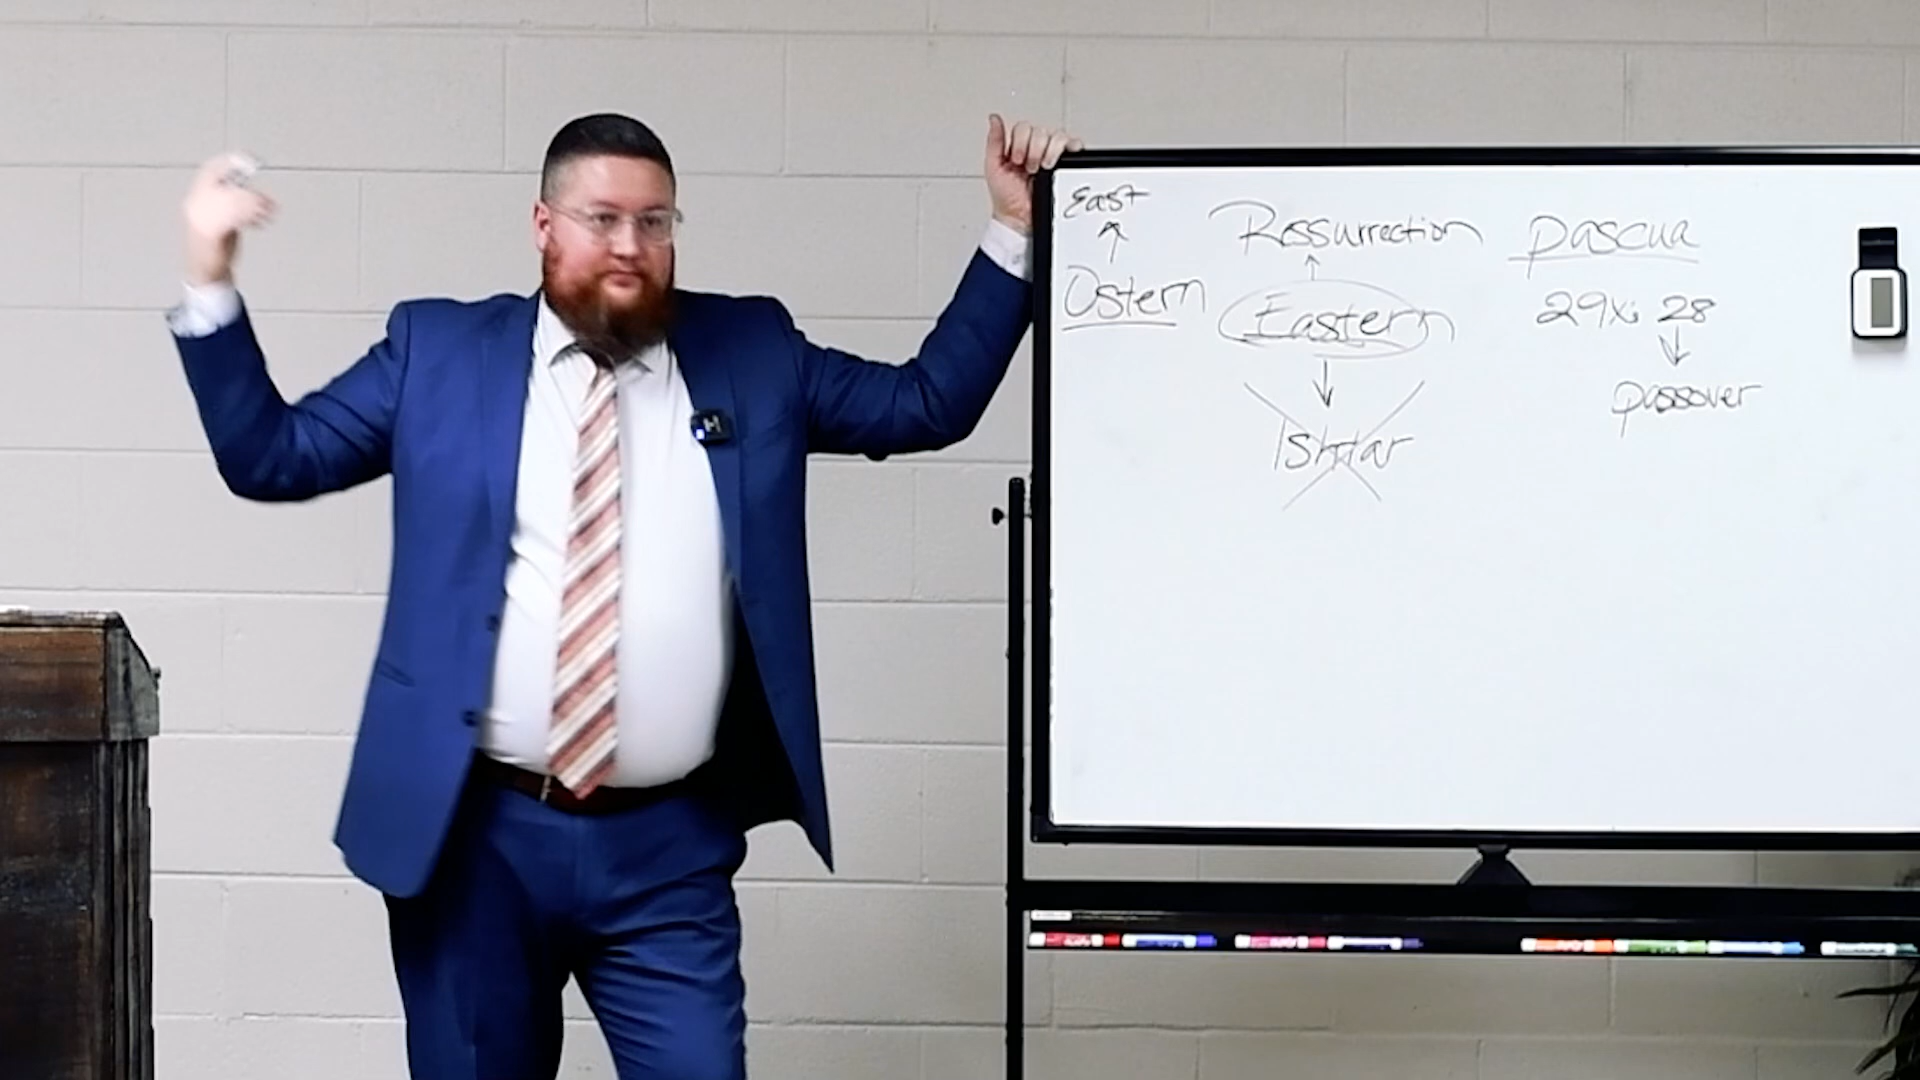 East
Ostern
Ressurrection
Eastern
Ishtar
pascua
29x; 28
passover
H